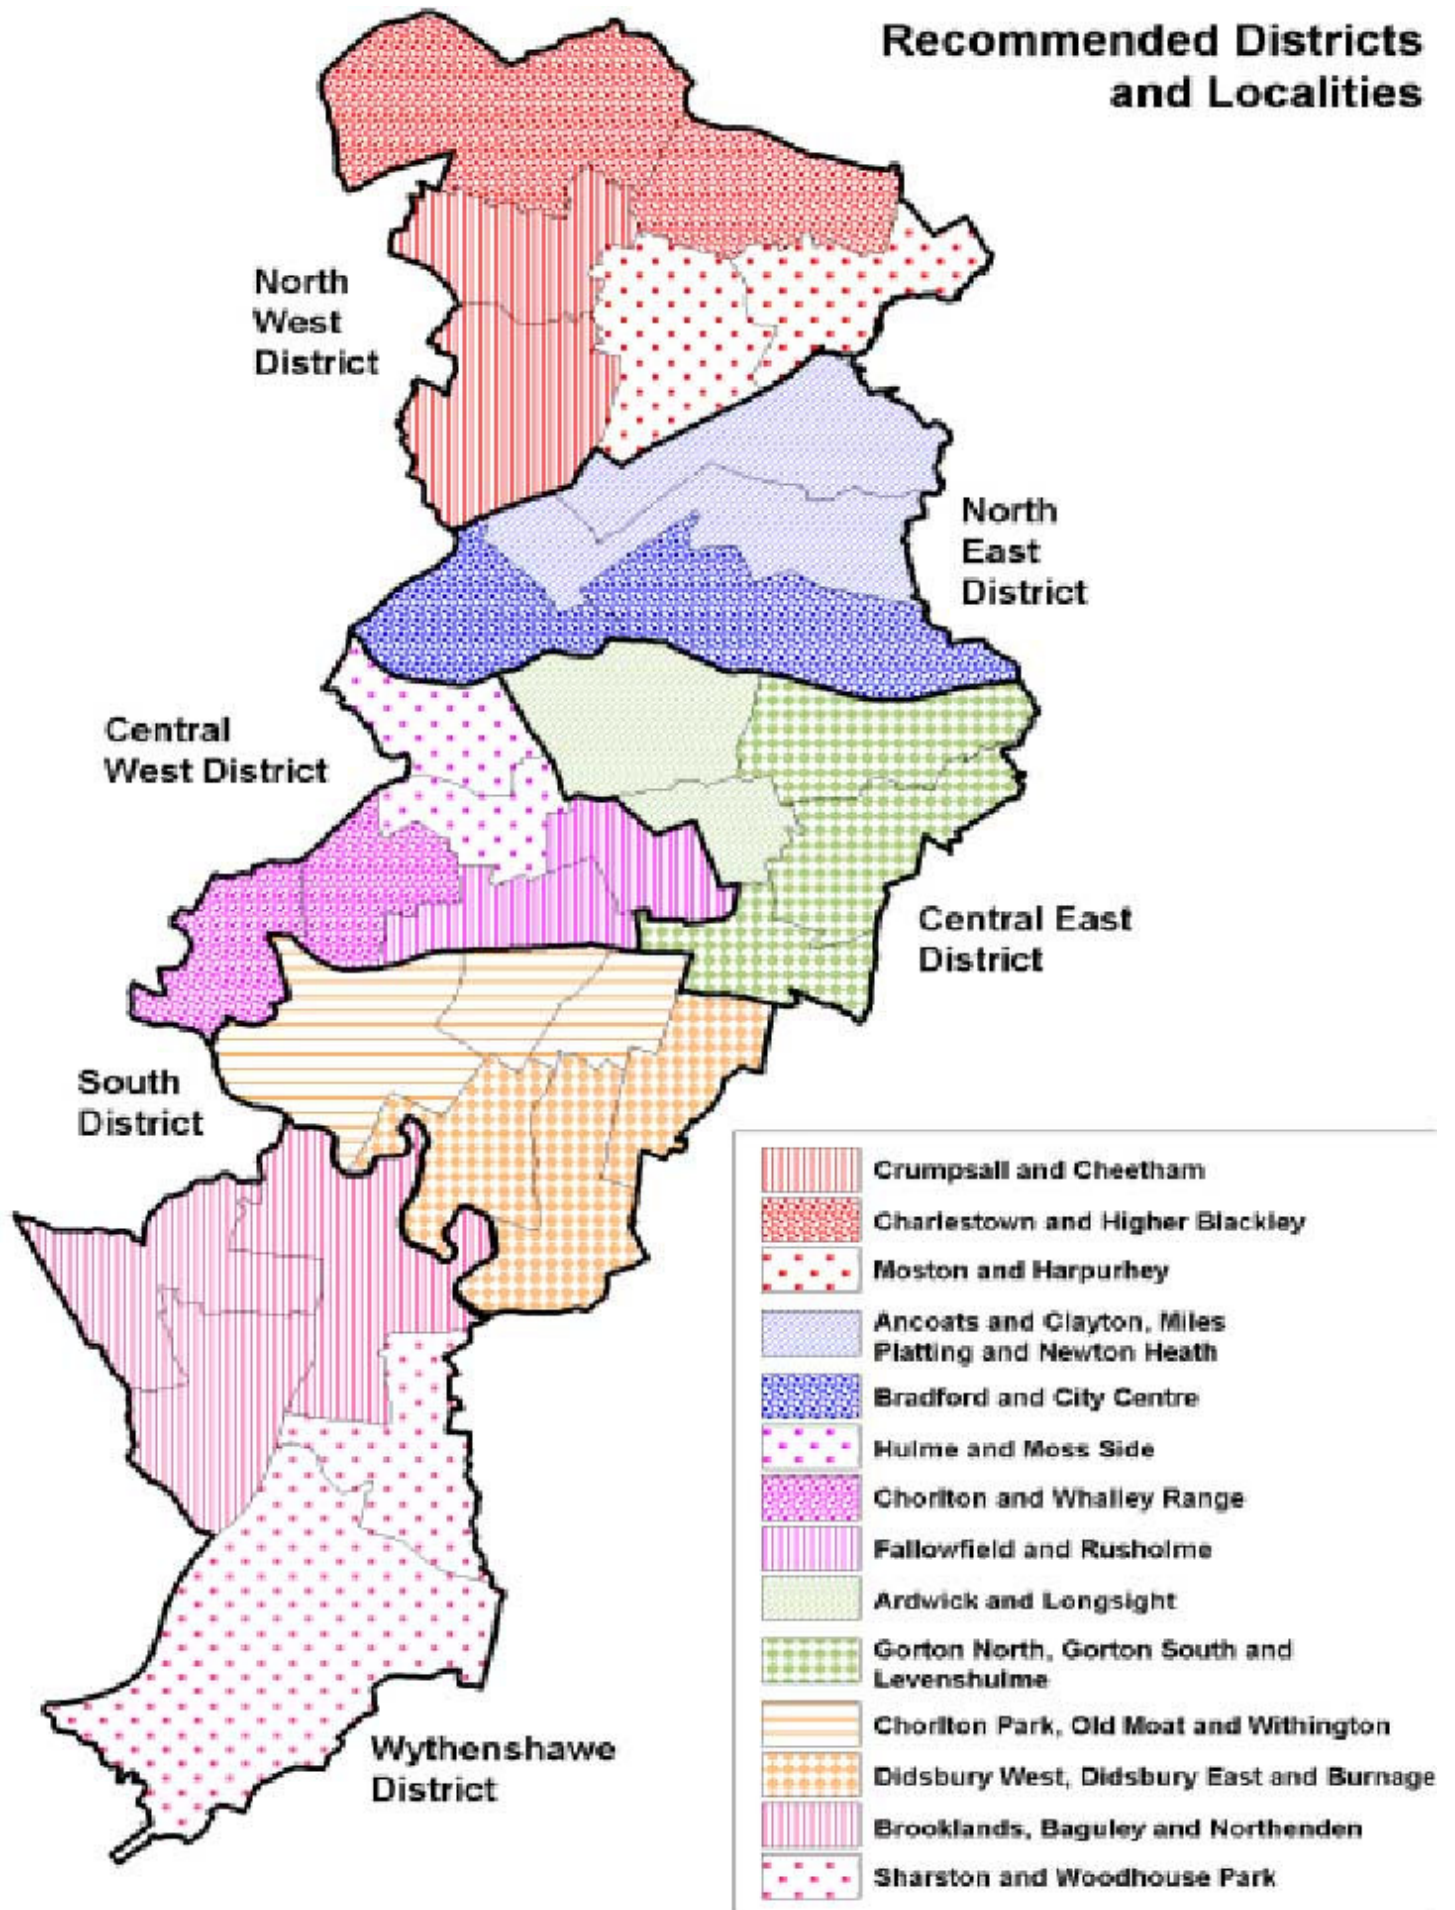 Recommended Districts
and Localities
North
West
District
North
East
District
Central
West District
Central East
District
South
District
Wythenshawe
District
Crumpsall and Cheetham
Charlestown and Higher Blackley
Moston and Harpurhey
Ancoats and Clayton, Miles
Platting and Newton Heath
Bradford and City Centre
Hulme and Moss Side
Chorlton and Whalley Range
Fallowfield and Rusholme
Ardwick and Longsight
Gorton North, Gorton South and
Levenshulme
Chorlton Park, Old Moat and Withington
Didsbury West, Didsbury East and Burnage
Brooklands, Baguley and Northenden
Sharston and Woodhouse Park